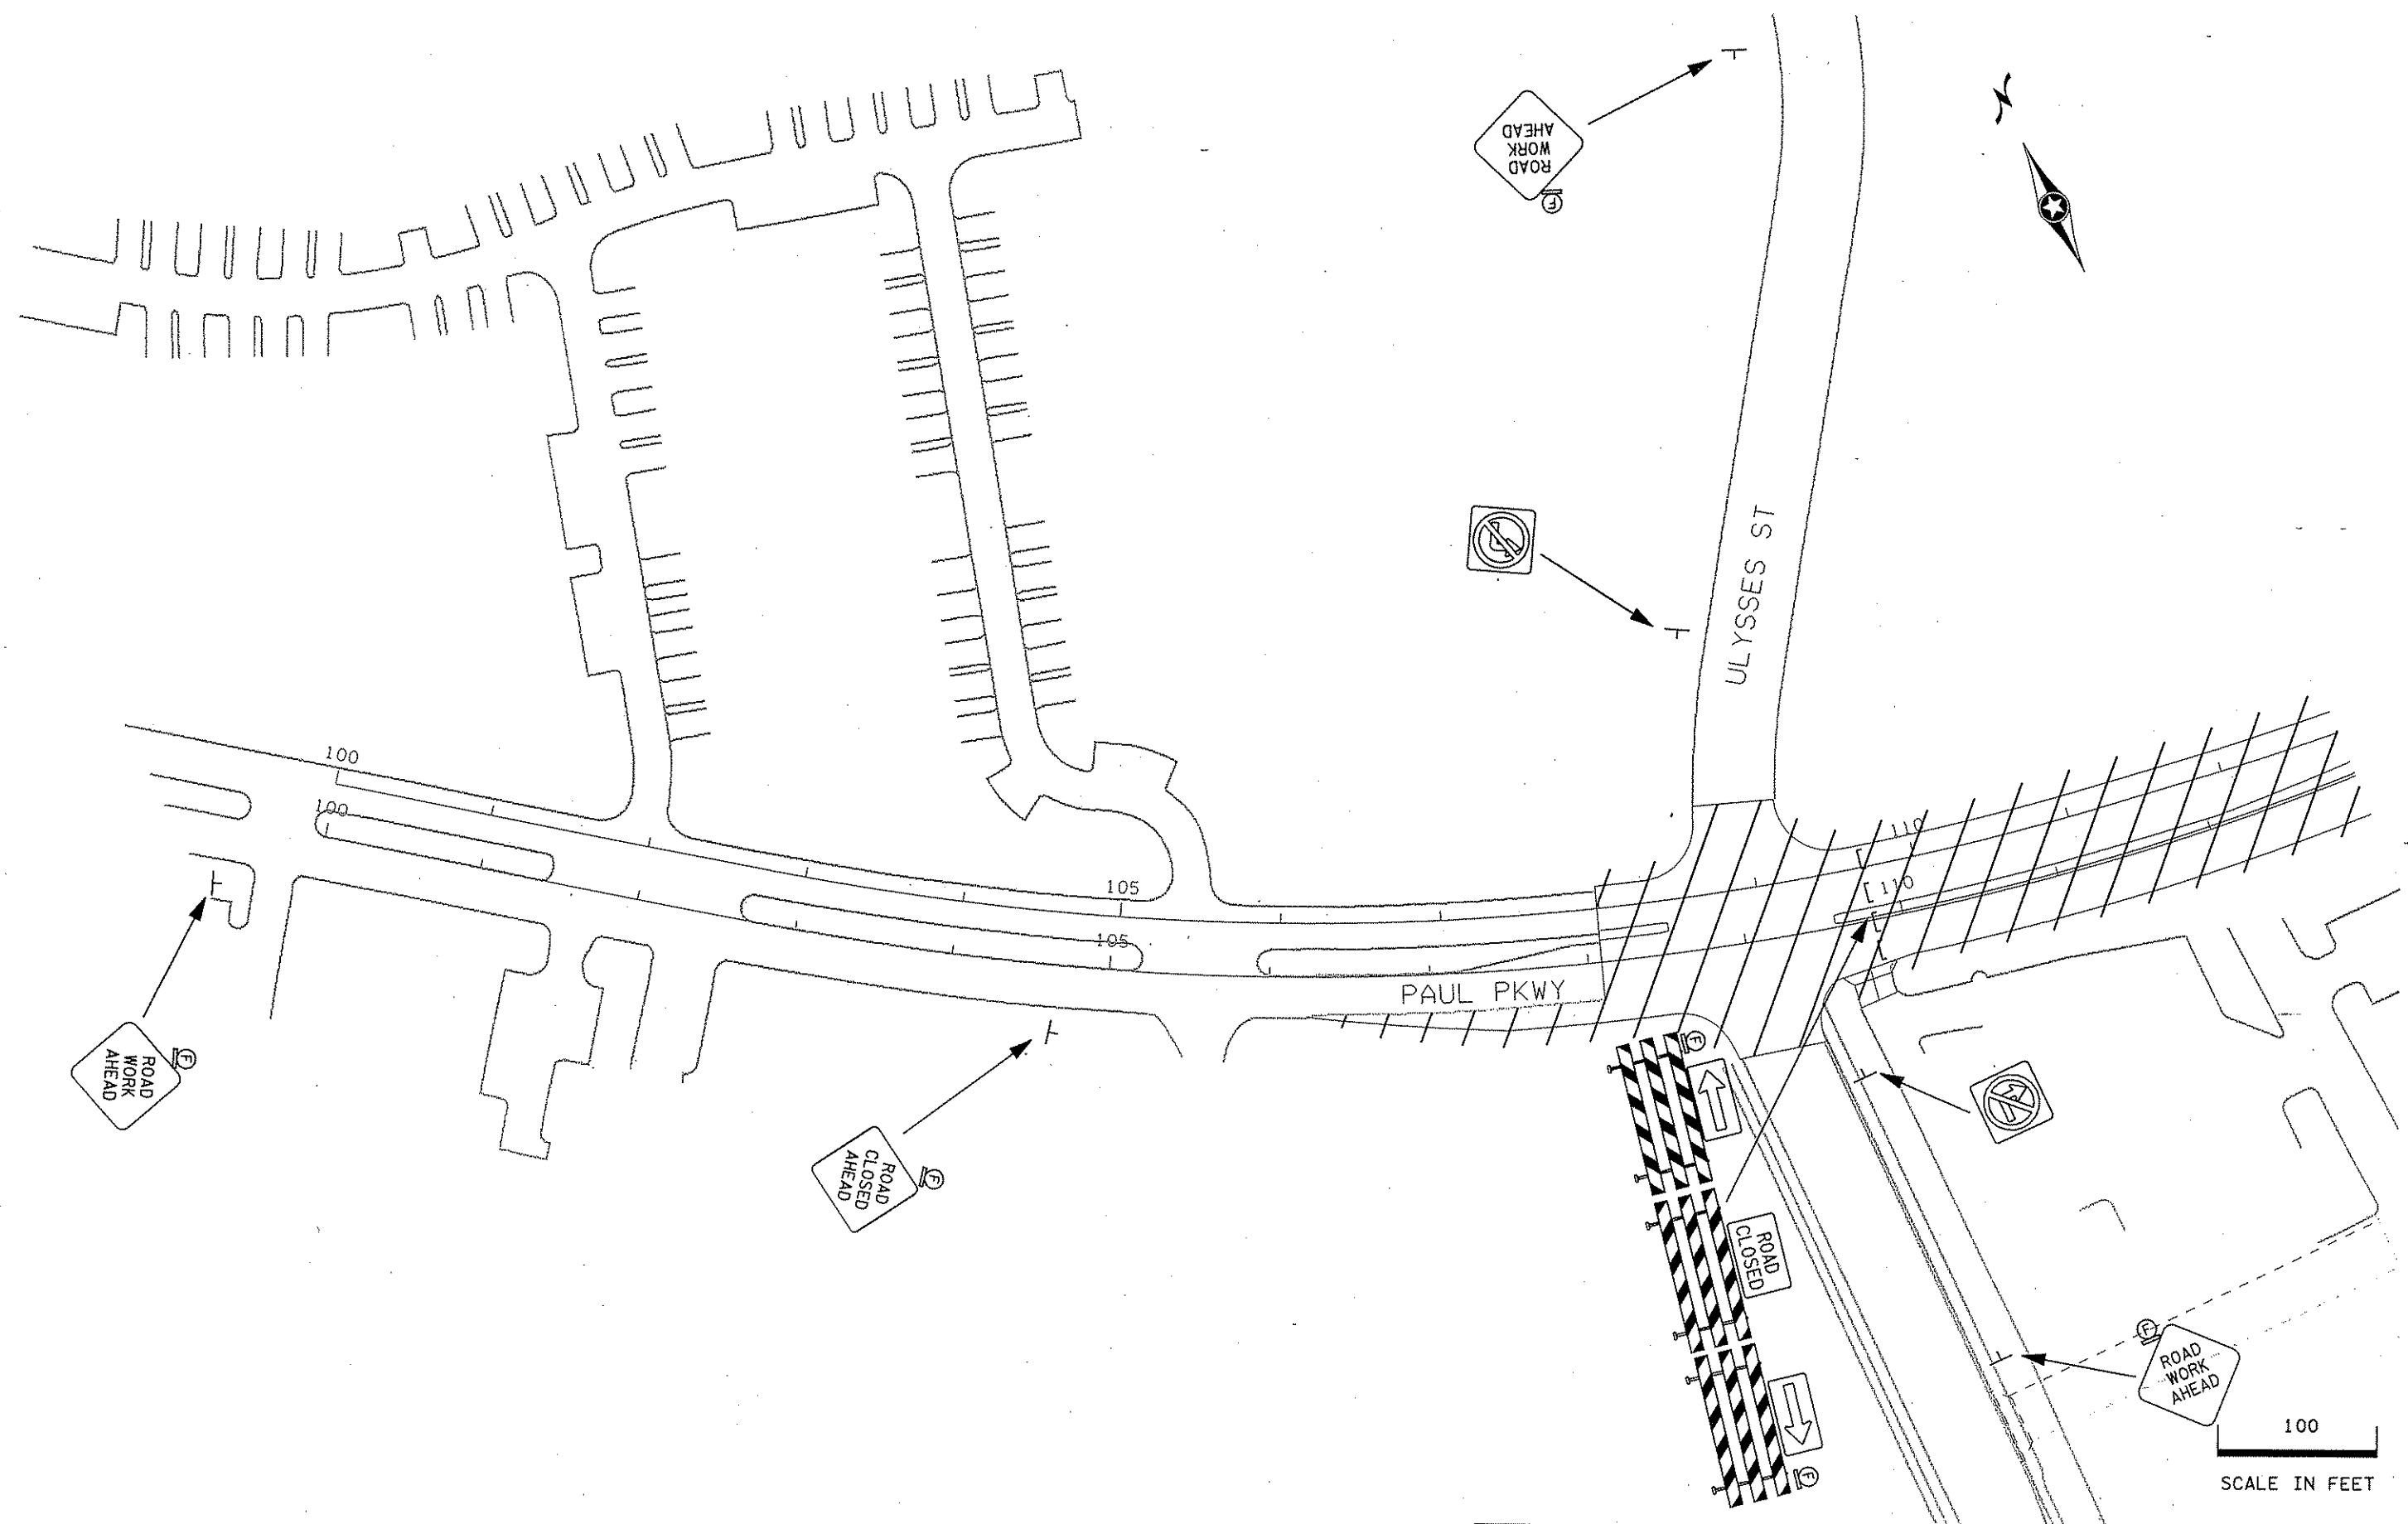 ROAD
WORK
AHEAD
N
F
ULYSSES ST
100
100
105
105
110
110
PAUL PKWY
F
ROAD
WORK
AHEAD
F
ROAD
CLOSED
AHEAD
F
ROAD
CLOSED
F
F
ROAD
WORK
AHEAD
100
SCALE IN FEET